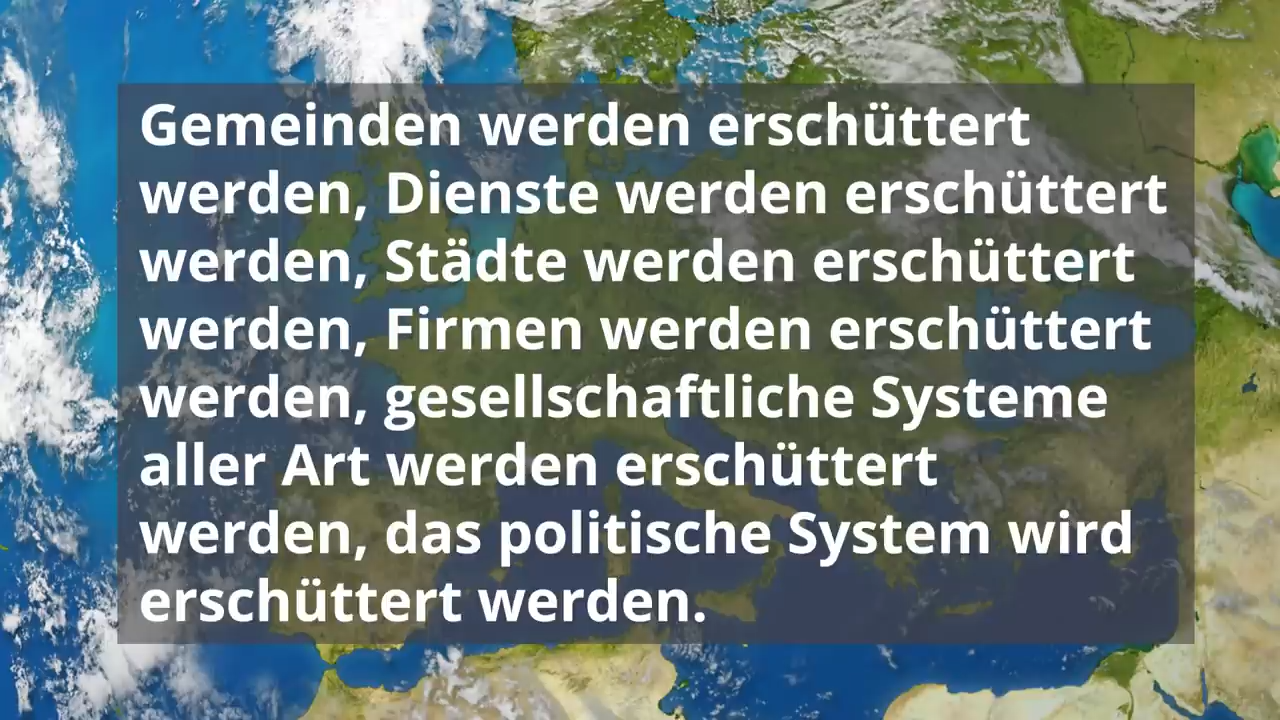 Gemeinden werden erschüttert
werden, Dienste werden erschüttert
werden, Städte werden erschüttert
werden, Firmen werden erschüttert
werden, gesellschaftliche Systeme
aller Art werden erschüttert
werden, das politische System wird
erschüttert werden.